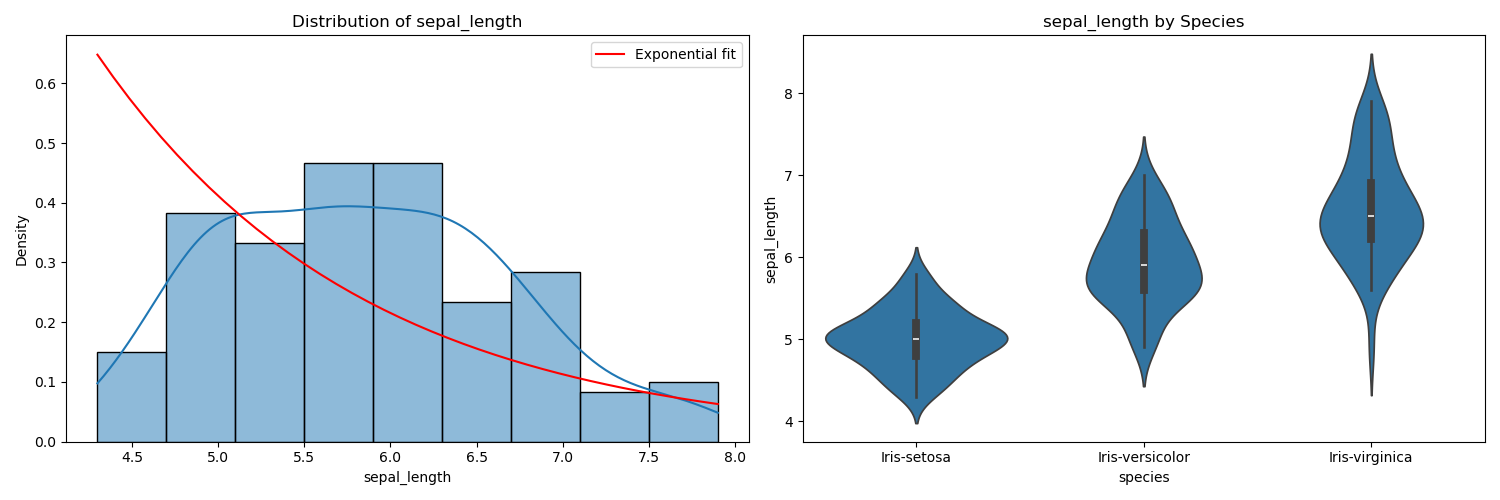 Distribution of sepal_length
Exponential fit
Density
0.6
0.5
0.4
0.3
0.2
0.1
0.0
4.5 5.0 5.5 6.0 6.5 7.0 7.5 8.0
sepal_length
sepal_length by Species
sepal_length
8
7
6
5
4
Iris-setosa Iris-versicolor Iris-virginica
species